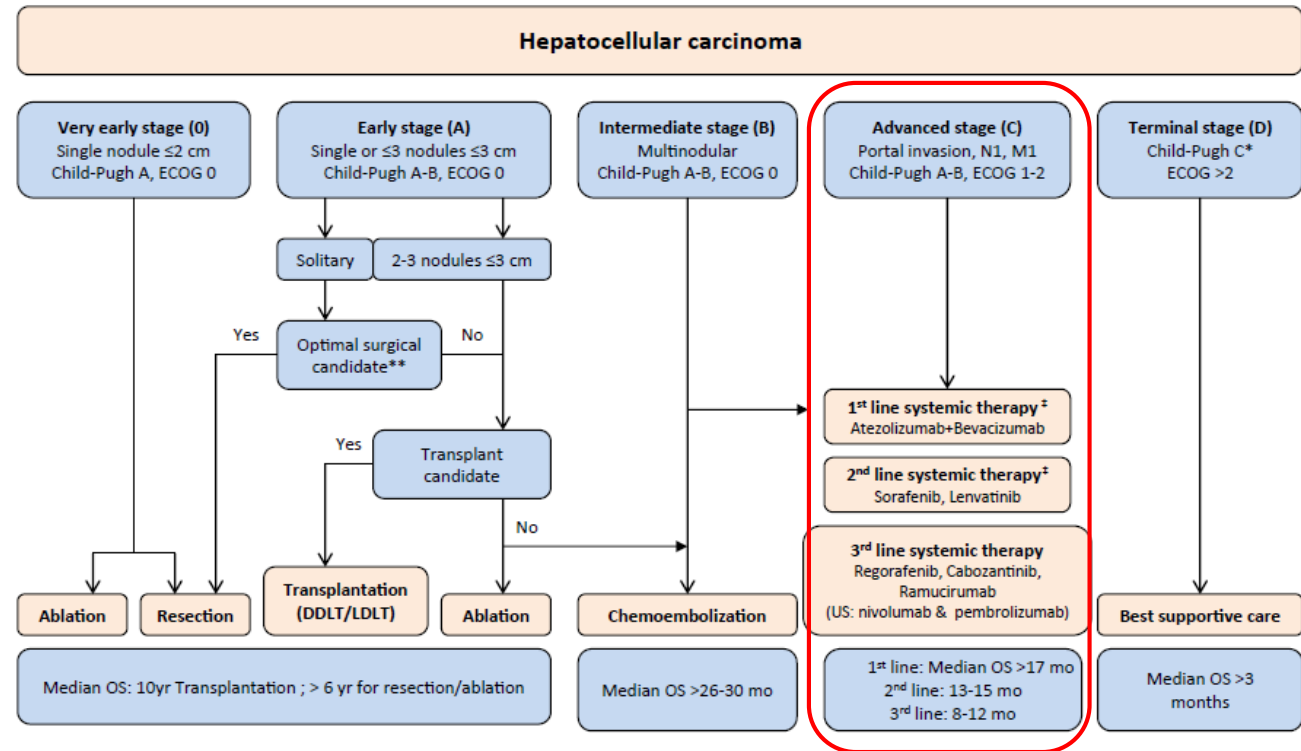 Hepatocellular carcinoma
Very early stage (0)
Single nodule ≤2 cm
Child-Pugh A, ECOG 0
Early stage (A)
Single or ≤3 nodules ≤3 cm
Child-Pugh A-B, ECOG 0
Intermediate stage (B)
Multinodular
Child-Pugh A-B, ECOG 0
Advanced stage (C)
Portal invasion, N1, M1
Child-Pugh A-B, ECOG 1-2
Terminal stage (D)
Child-Pugh C*
ECOG >2
Solitary
2-3 nodules ≤3 cm
Yes
Optimal surgical
candidate**
No
Yes
Transplant
candidate
No
1st line systemic therapy ‡
Atezolizumab+Bevacizumab
2nd line systemic therapy‡
Sorafenib, Lenvatinib
3rd line systemic therapy
Regorafenib, Cabozantinib,
Ramucirumab
(US: nivolumab & pembrolizumab)
Ablation
Resection
Transplantation
(DDLT/LDLT)
Ablation
Chemoembolization
Best supportive care
Median OS: 10yr Transplantation ; > 6 yr for resection/ablation
Median OS >26-30 mo
1st line: Median OS >17 mo
2nd line: 13-15 mo
3rd line: 8-12 mo
Median OS >3
months